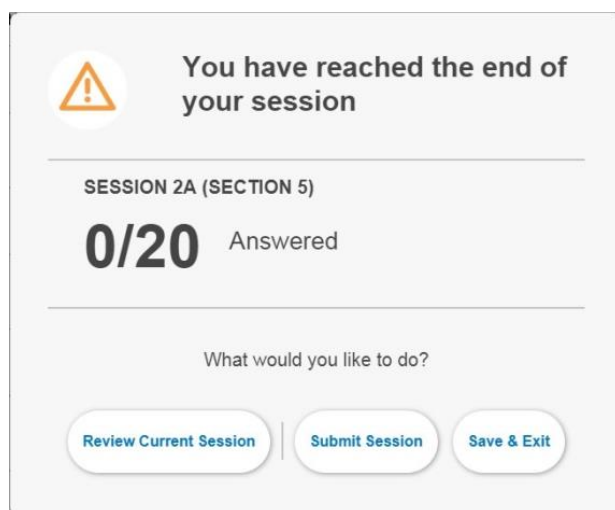 You have reached the end of
your session
SESSION 2A (SECTION 5)
0/20 Answered
What would you like to do?
Review Current Session Submit Session Save & Exit